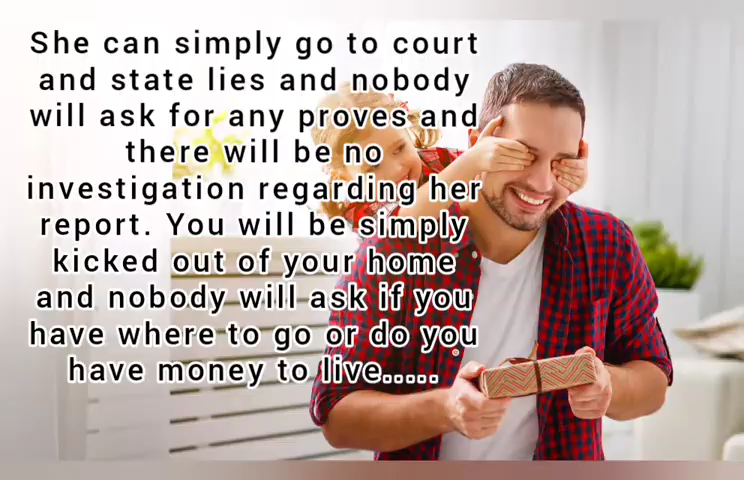 She can simply go to court
and state lies and nobody
will ask for any proves and
there will be no
investigation regarding her
report. You will be simply
kicked out of your home
and nobody will ask if you
have where to go or do you
have money to live.....